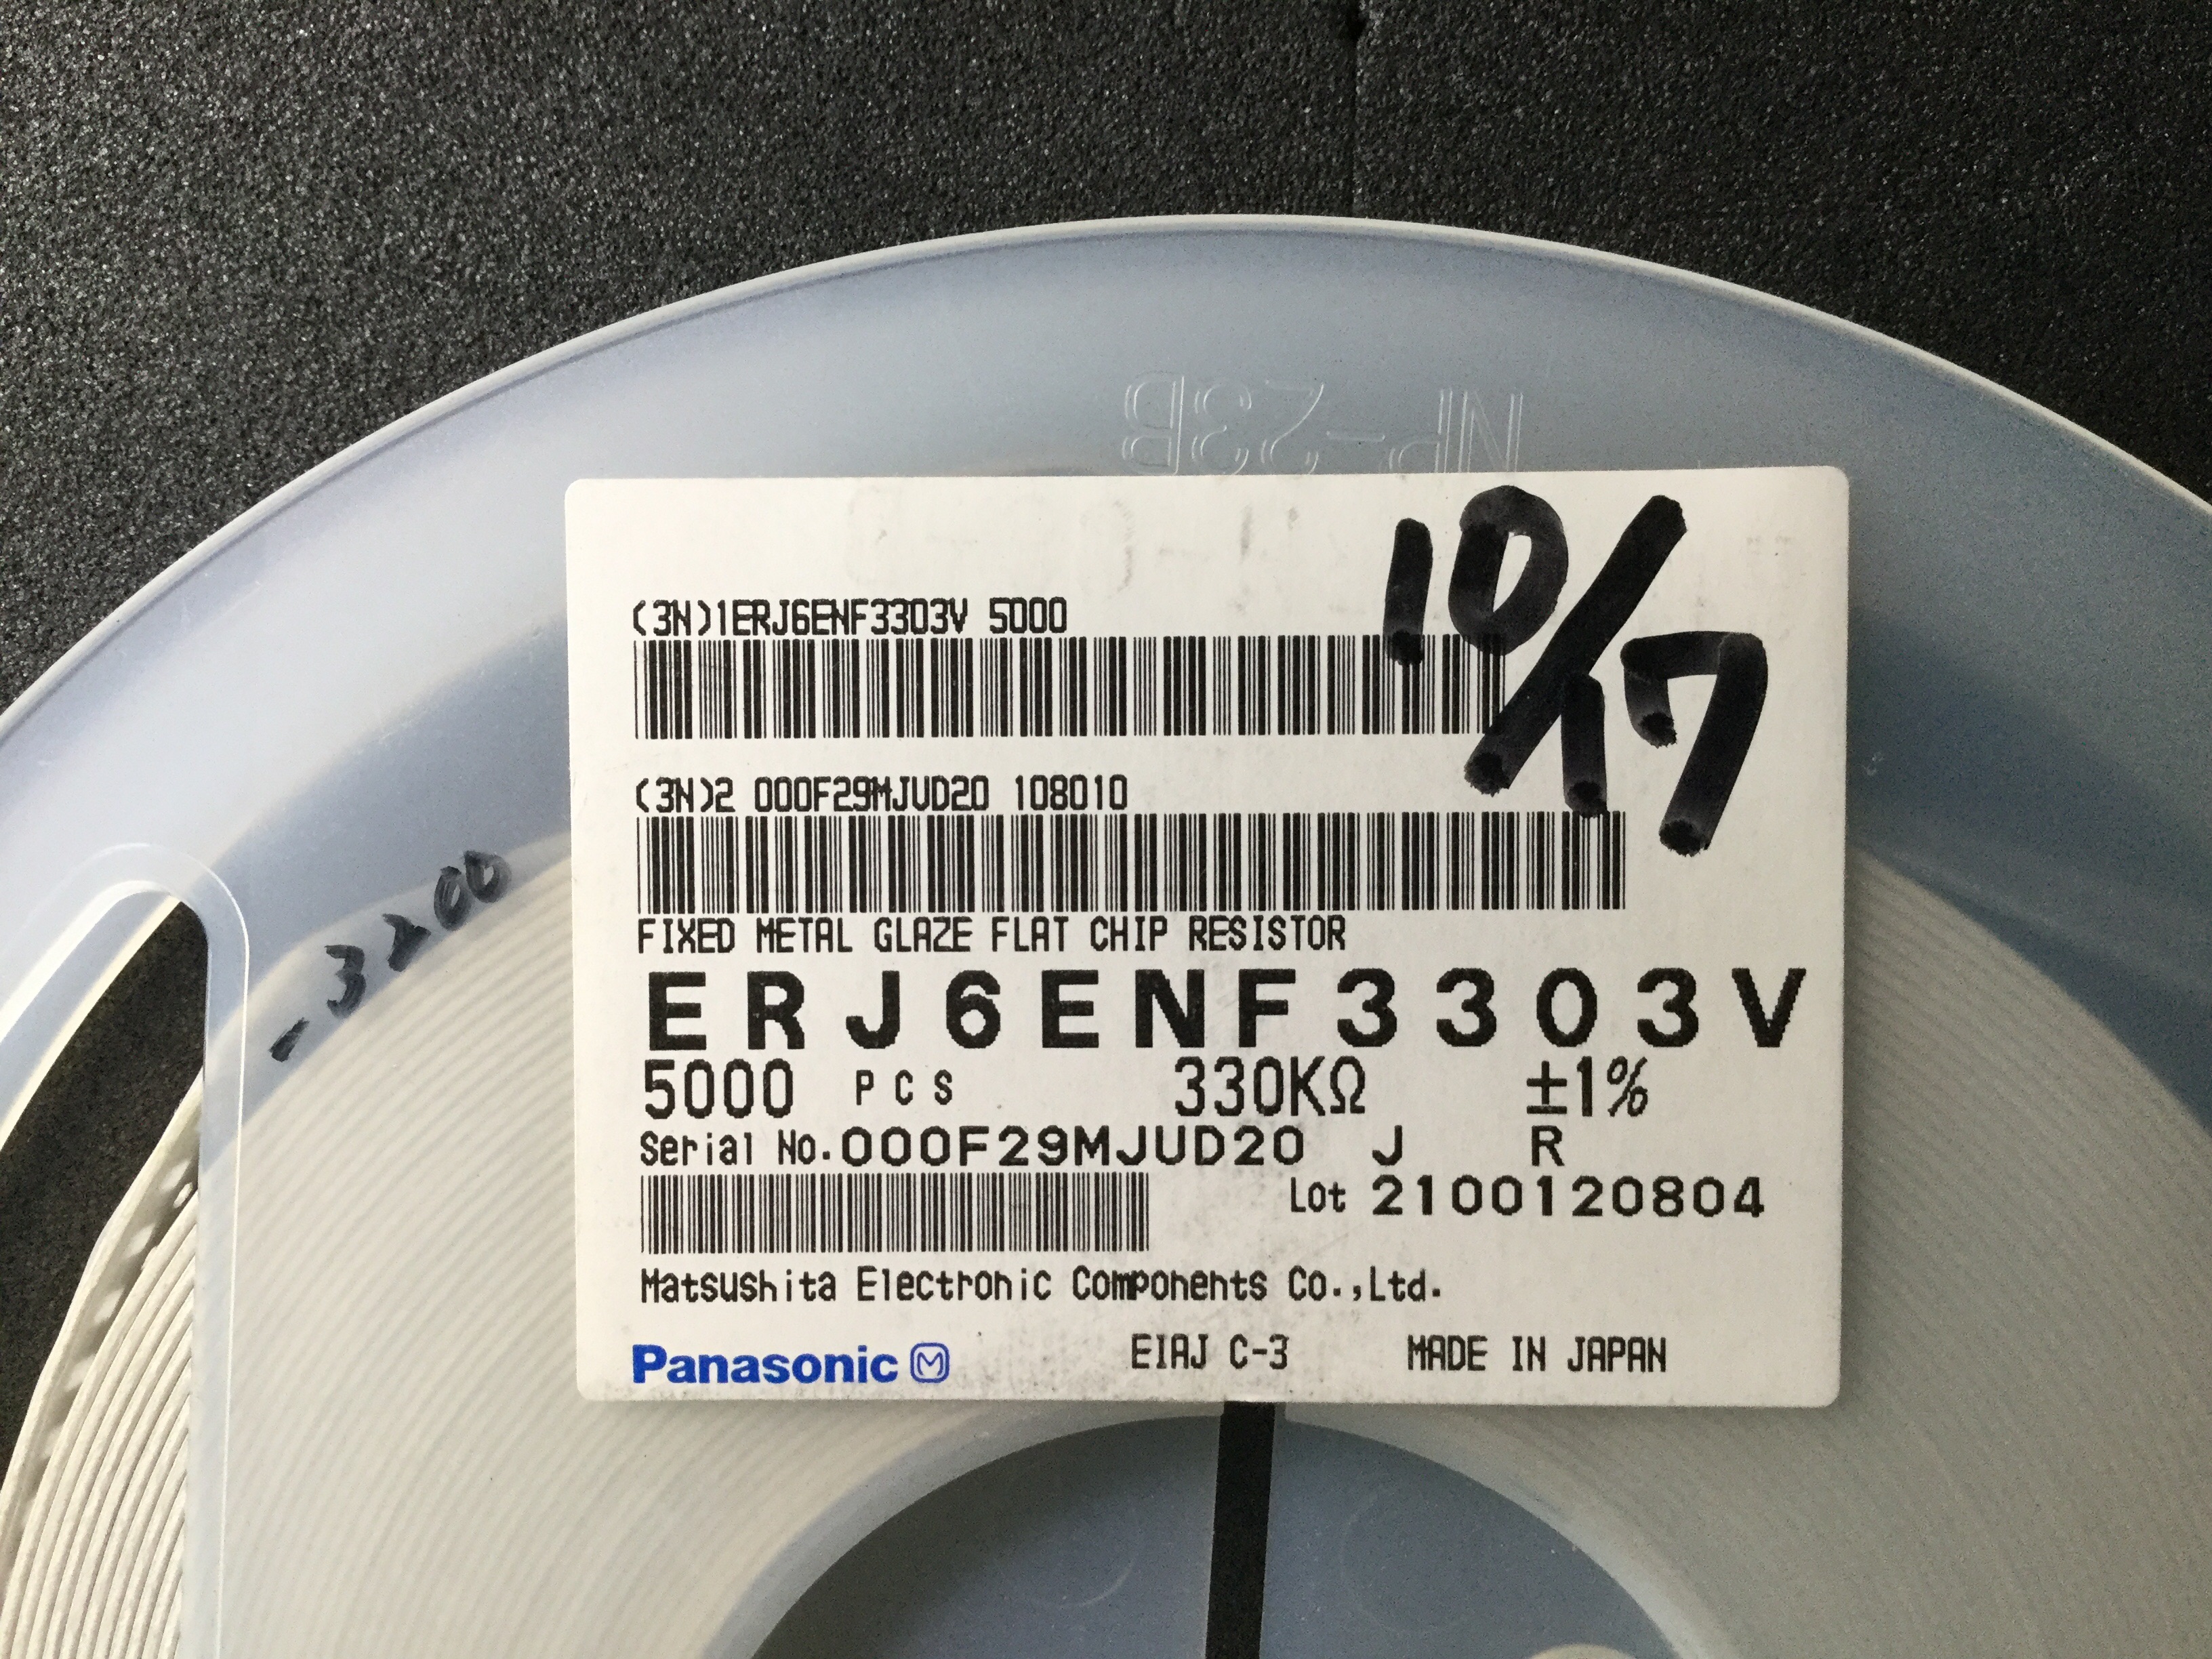 NP-23B
10/17
(3N)1ERJ6ENF3303V 5000
(3N)2 000F29MJUD20 108010
-3200
FIXED METAL GLAZE FLAT CHIP RESISTOR
ERJ6ENF3303V
5000 PCS 330KΩ ±1%
Serial No.000F29MJUD20 J R
Lot 2100120804
Matsushita Electronic Components Co.,Ltd.
Panasonic M EIAJ C-3 MADE IN JAPAN